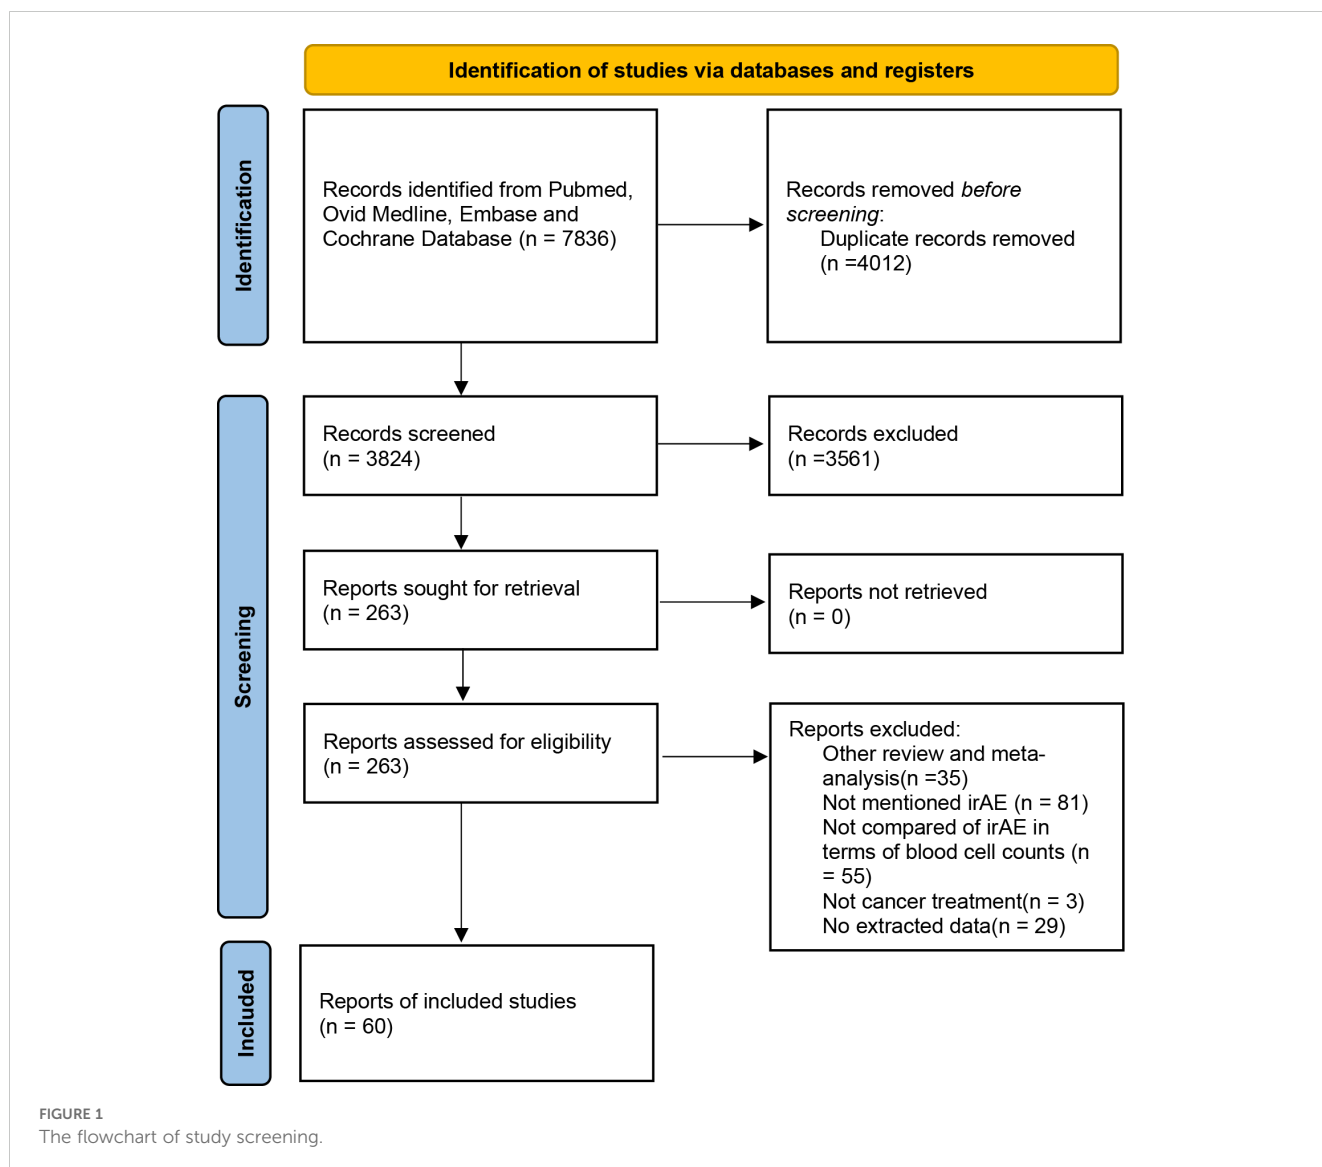 Identification of studies via databases and registers
Identification
Records identified from Pubmed,
Ovid Medline, Embase and
Cochrane Database (n = 7836)
Records removed before
screening:
Duplicate records removed
(n =4012)
Screening
Records screened
(n = 3824)
Records excluded
(n =3561)
Reports sought for retrieval
(n = 263)
Reports not retrieved
(n = 0)
Reports assessed for eligibility
(n = 263)
Reports excluded:
Other review and meta-
analysis(n =35)
Not mentioned irAE (n = 81)
Not compared of irAE in
terms of blood cell counts (n
= 55)
Not cancer treatment(n = 3)
No extracted data(n = 29)
Included
Reports of included studies
(n = 60)
FIGURE 1
The flowchart of study screening.